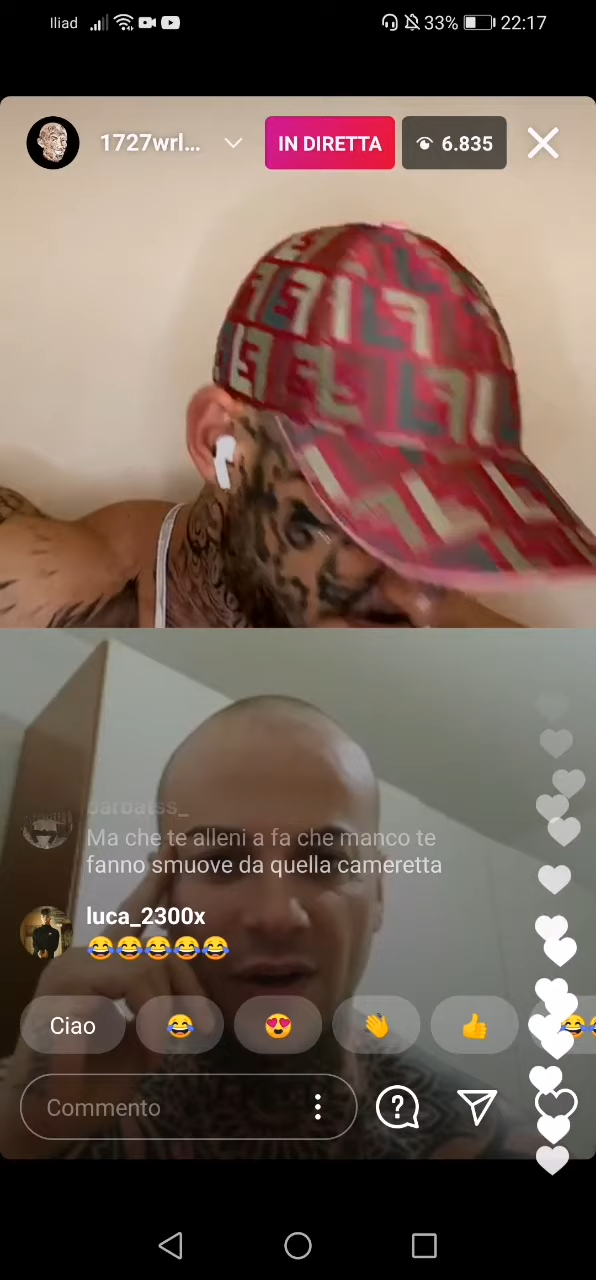 Iliad 33% 22:17
1727wrl... IN DIRETTA 6.835
barbatss_
Ma che te alleni a fa che manco te
fanno smuove da quella cameretta
luca_2300x
😂😂😂😂😂
Ciao 😂 😍 👋 👍 😂
Commento